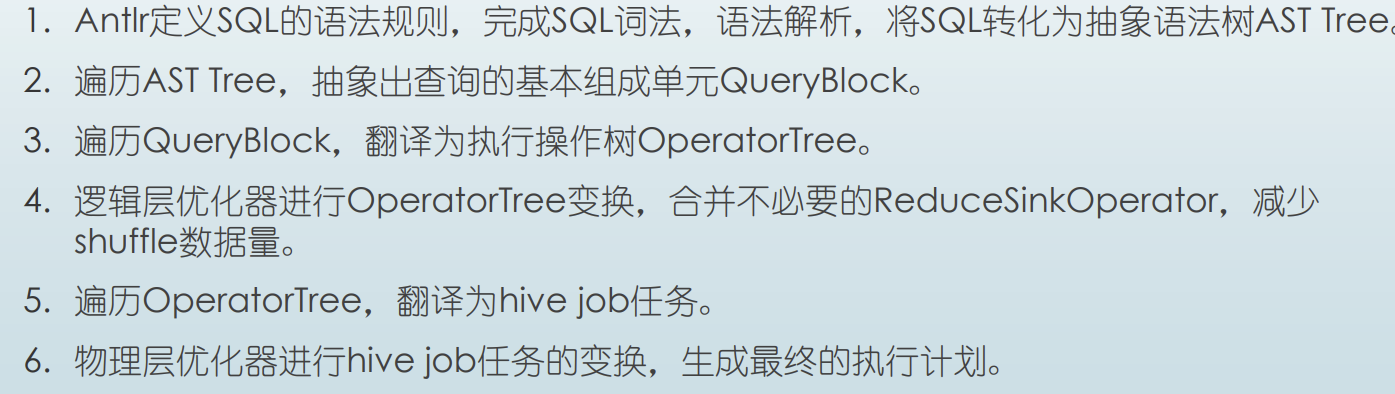 1. Antlr定义SQL的语法规则，完成SQL词法，语法解析，将SQL转化为抽象语法树AST Tree。
2. 遍历AST Tree，抽象出查询的基本组成单元QueryBlock。
3. 遍历QueryBlock，翻译为执行操作树OperatorTree。
4. 逻辑层优化器进行OperatorTree变换，合并不必要的ReduceSinkOperator，减少
shuffle数据量。
5. 遍历OperatorTree，翻译为hive job任务。
6. 物理层优化器进行hive job任务的变换，生成最终的执行计划。